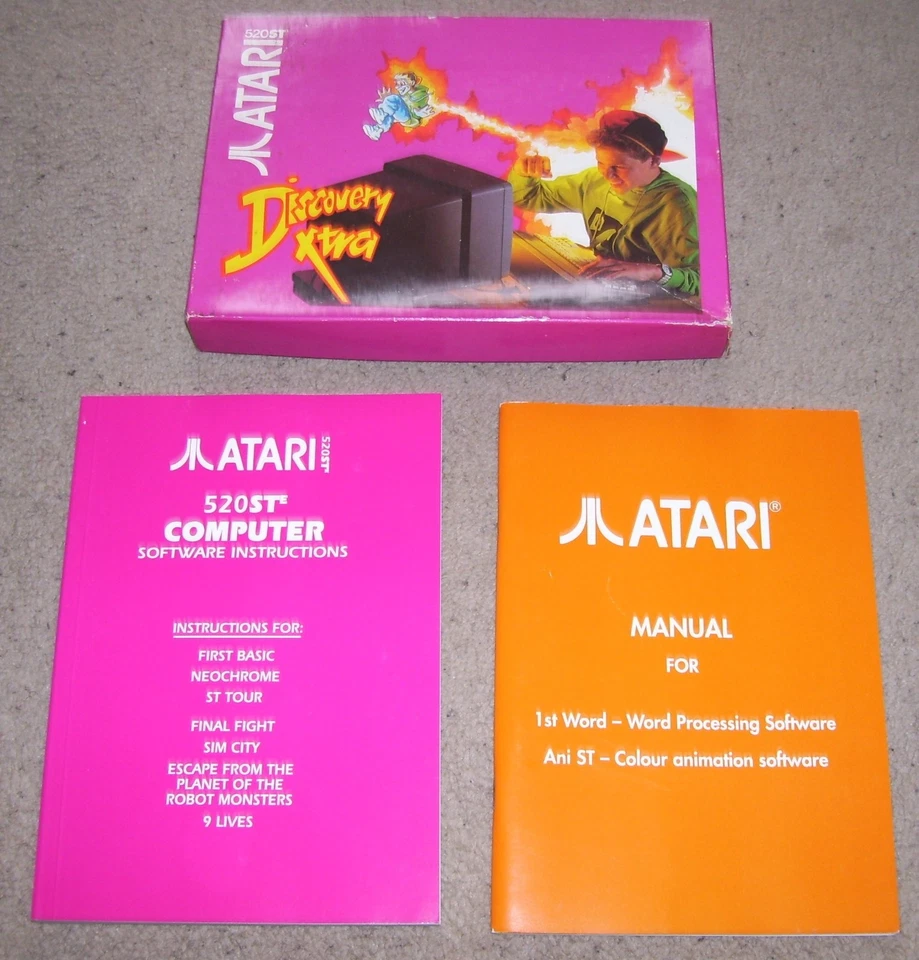 520ST
ATARI
Discovery
Xtra
ATARI 520STE
520STE
COMPUTER
SOFTWARE INSTRUCTIONS
INSTRUCTIONS FOR:
FIRST BASIC
NEOCHROME
ST TOUR
FINAL FIGHT
SIM CITY
ESCAPE FROM THE
PLANET OF THE
ROBOT MONSTERS
9 LIVES
ATARI®
MANUAL
FOR
1st Word – Word Processing Software
Ani ST – Colour animation software